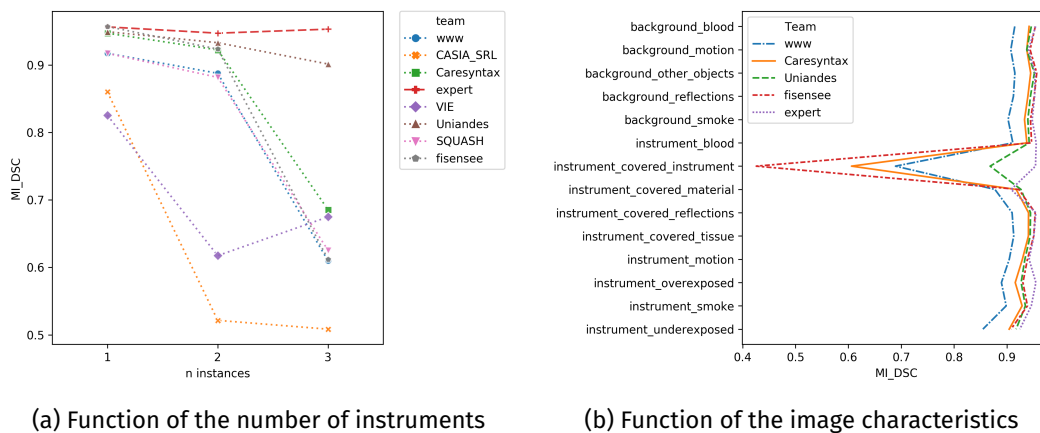 team
www
CASIA_SRL
Caresyntax
expert
VIE
Uniandes
SQUASH
fisensee
0.9
0.8
0.7
0.6
0.5
MI_DSC
1
2
3
n instances
(a) Function of the number of instruments
background_blood
background_motion
background_other_objects
background_reflections
background_smoke
instrument_blood
instrument_covered_instrument
instrument_covered_material
instrument_covered_reflections
instrument_covered_tissue
instrument_motion
instrument_overexposed
instrument_smoke
instrument_underexposed
Team
www
Caresyntax
Uniandes
fisensee
expert
0.4
0.5
0.6
0.7
0.8
0.9
MI_DSC
(b) Function of the image characteristics